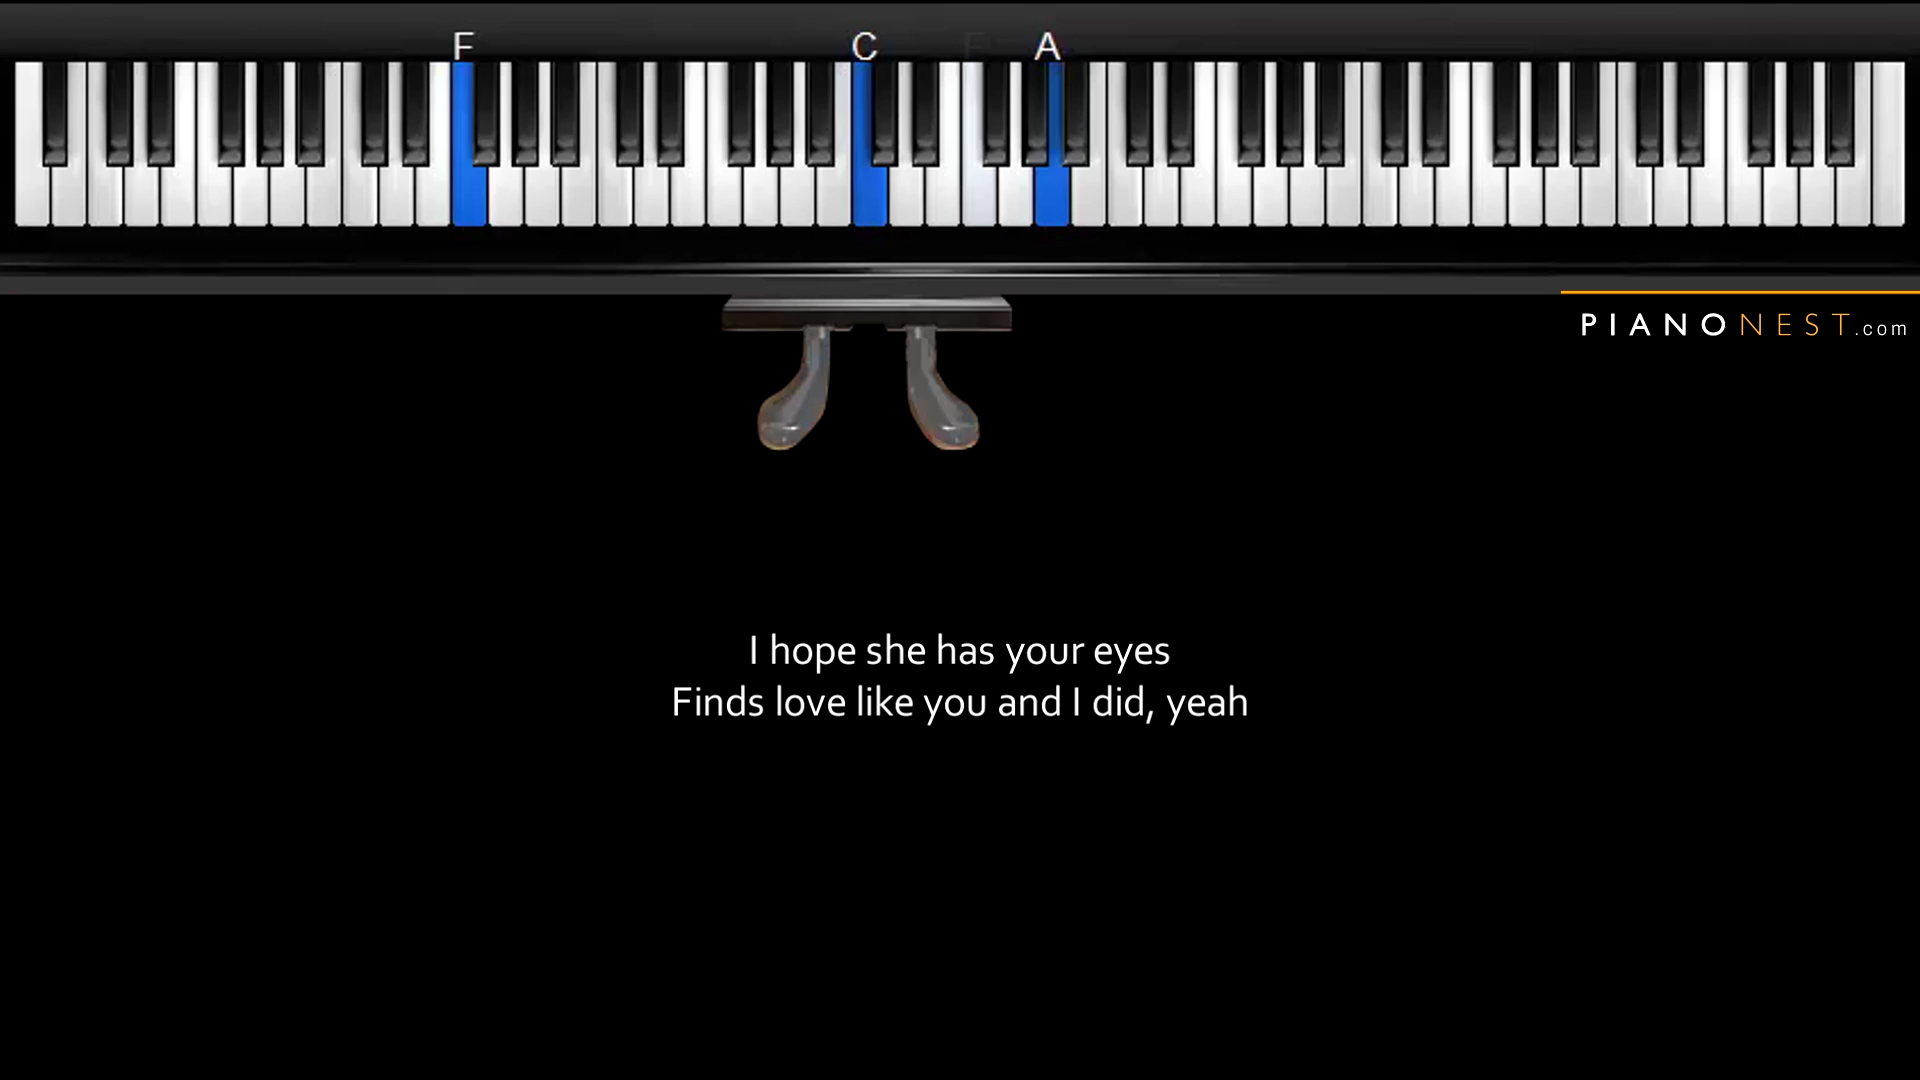 F C F A
PIANONEST.com
I hope she has your eyes
Finds love like you and I did, yeah